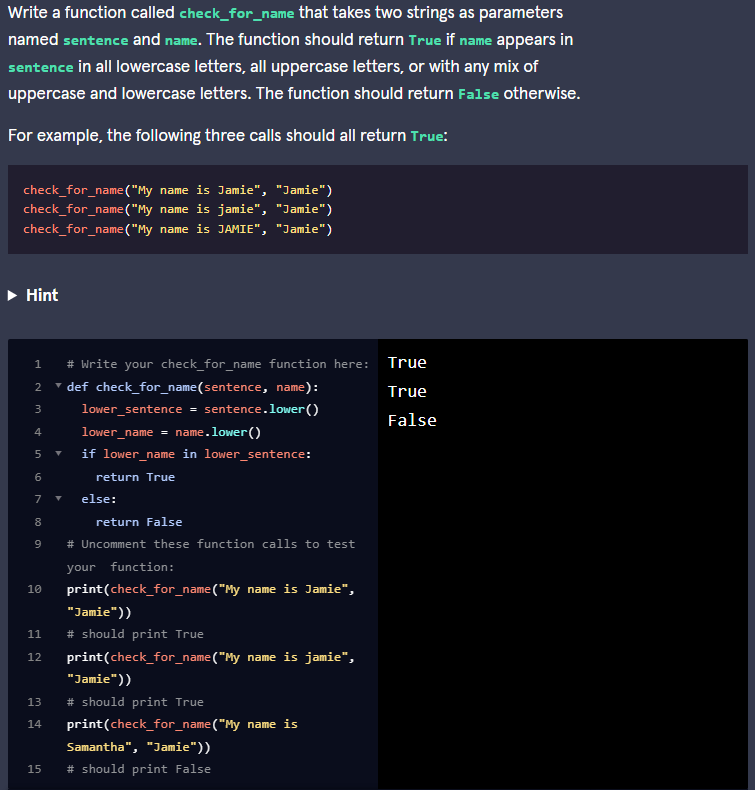 Write a function called check_for_name that takes two strings as parameters
named sentence and name. The function should return True if name appears in
sentence in all lowercase letters, all uppercase letters, or with any mix of
uppercase and lowercase letters. The function should return False otherwise.
For example, the following three calls should all return True:
check_for_name("My name is Jamie", "Jamie")
check_for_name("My name is jamie", "Jamie")
check_for_name("My name is JAMIE", "Jamie")
Hint
1 # Write your check_for_name function here:
2 def check_for_name(sentence, name):
3 lower_sentence = sentence.lower()
4 lower_name = name.lower()
5 if lower_name in lower_sentence:
6 return True
7 else:
8 return False
9 # Uncomment these function calls to test
your function:
10 print(check_for_name("My name is Jamie",
"Jamie"))
11 # should print True
12 print(check_for_name("My name is jamie",
"Jamie"))
13 # should print True
14 print(check_for_name("My name is
Samantha", "Jamie"))
15 # should print False
True
True
False